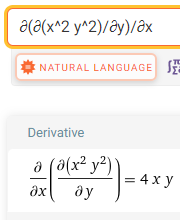 ∂(∂(x^2 y^2)/∂y)/∂x
NATURAL LANGUAGE
Derivative
∂/∂x (∂(x² y²)/∂y) = 4 x y